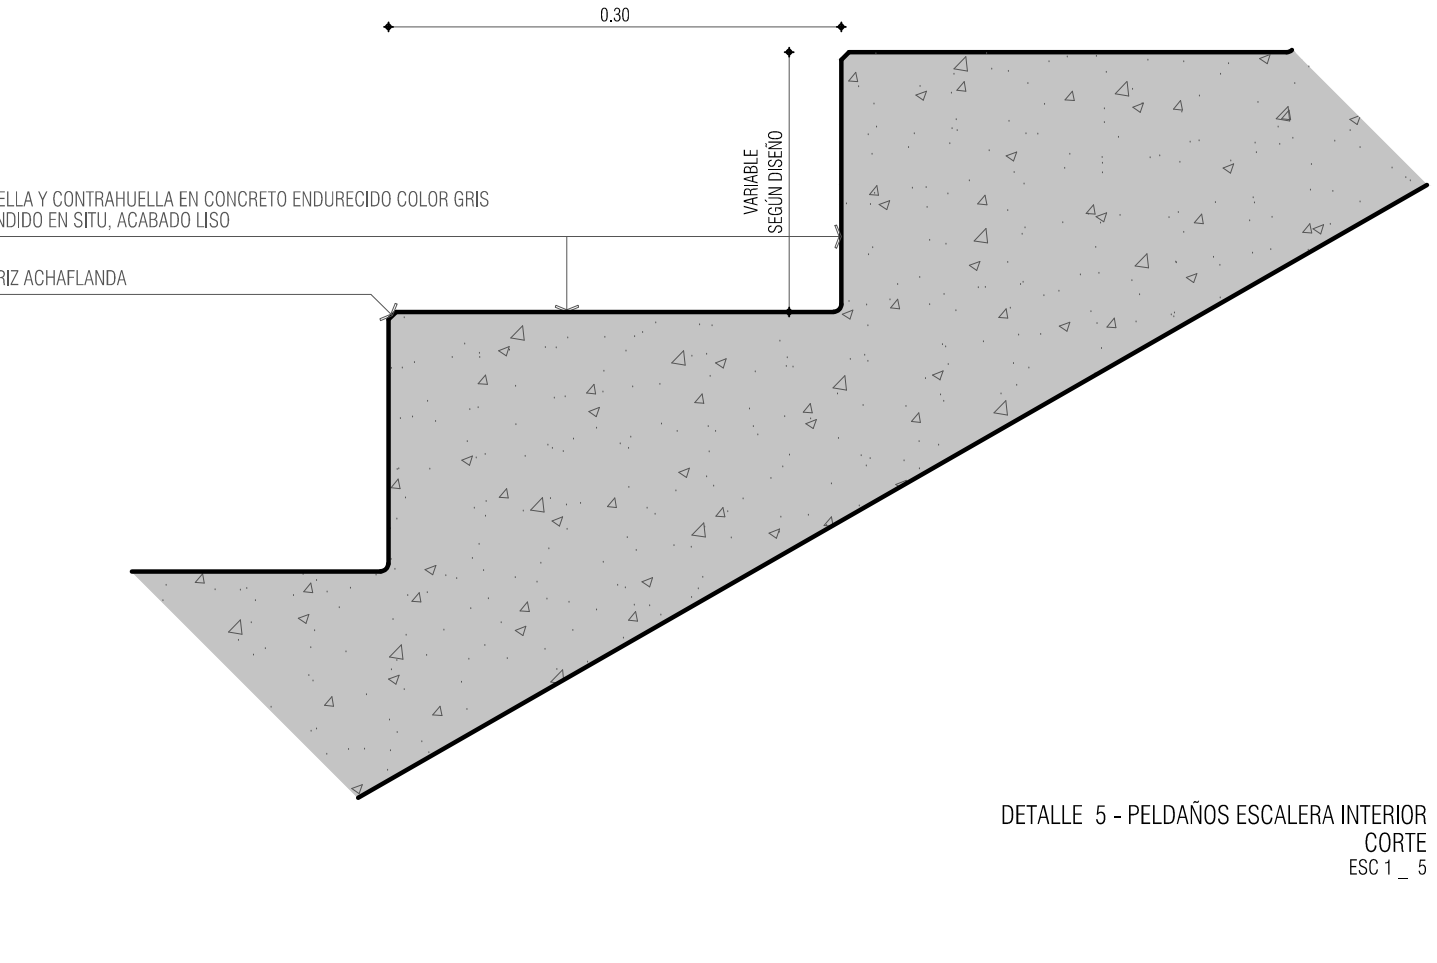 0.30
VARIABLE
SEGÚN DISEÑO
ELLA Y CONTRAHUELLA EN CONCRETO ENDURECIDO COLOR GRIS
NDIDO EN SITU, ACABADO LISO
RIZ ACHAFLANDA
DETALLE 5 - PELDAÑOS ESCALERA INTERIOR
CORTE
ESC 1 _ 5